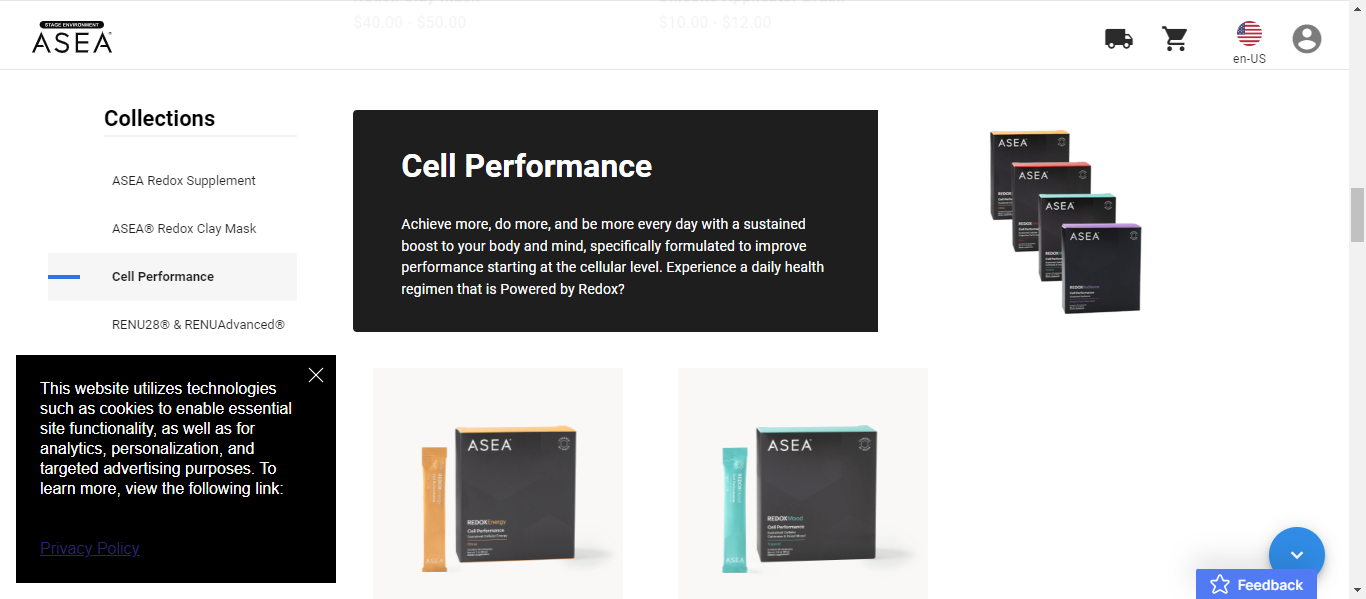 $40.00 - $50.00
$10.00 - $12.00
STAGE ENVIRONMENT
ASEA
en-US
Collections
ASEA Redox Supplement
ASEA® Redox Clay Mask
Cell Performance
RENU28® & RENUAdvanced®
Cell Performance
Achieve more, do more, and be more every day with a sustained
boost to your body and mind, specifically formulated to improve
performance starting at the cellular level. Experience a daily health
regimen that is Powered by Redox?
ASEA
ASEA
ASEA
ASEA
This website utilizes technologies
such as cookies to enable essential
site functionality, as well as for
analytics, personalization, and
targeted advertising purposes. To
learn more, view the following link:
Privacy Policy
ASEA
REDOXEnergy
Cell Performance
ASEA
ASEA
REDOXMood
Cell Performance
ASEA
Feedback